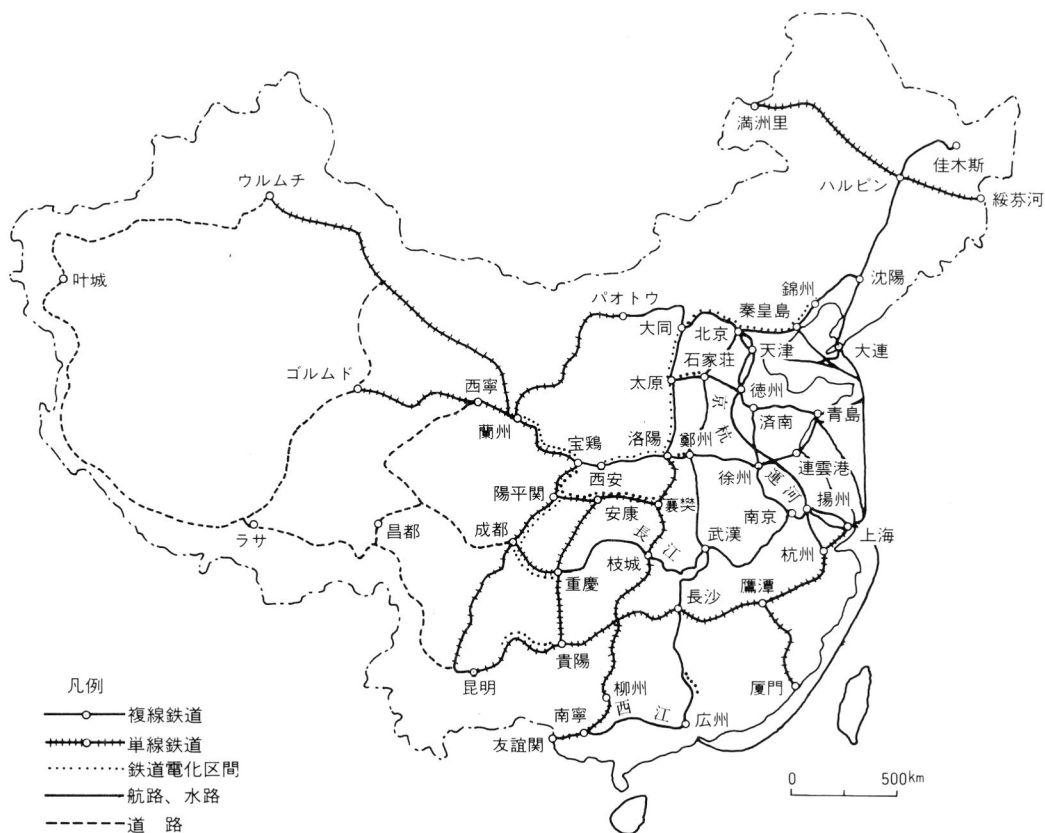 満洲里
佳木斯
ハルピン
綏芬河
ウルムチ
叶城
瀋陽
錦州
秦皇島
パオトウ
大同
北京
大連
天津
石家荘
ゴルムド
西寧
太原
徳州
京杭運河
済南
青島
蘭州
宝鶏
洛陽
鄭州
連雲港
西安
徐州
陽平関
揚州
安康
襄樊
南京
上海
ラサ
昌都
成都
長江
武漢
杭州
枝城
重慶
鷹潭
長沙
貴陽
昆明
厦門
柳州
西江
広州
南寧
友誼関
凡例
複線鉄道
単線鉄道
鉄道電化区間
航路、水路
道 路
0 500km